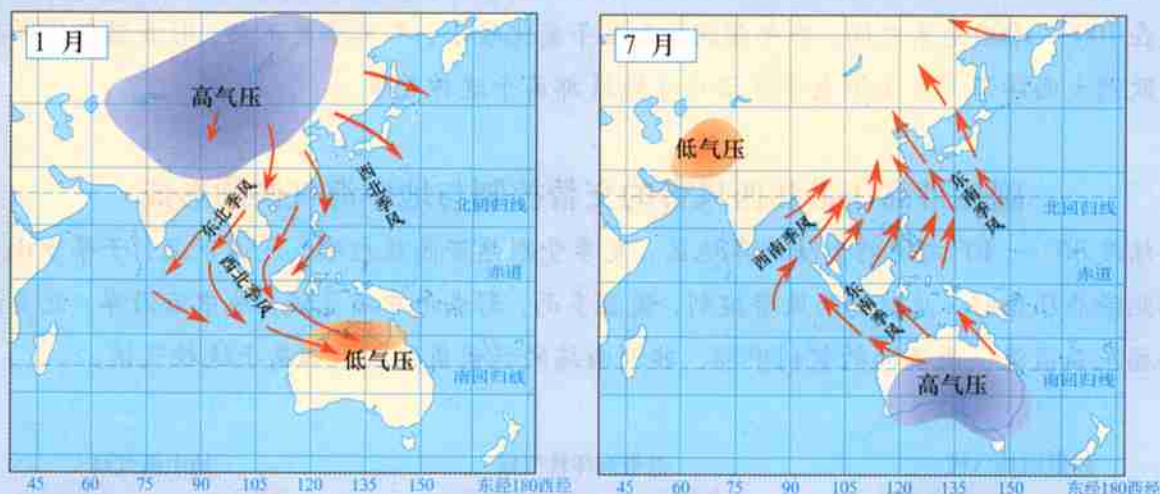 1 月
高气压
西北季风
东北季风
北回归线
赤道
西北季风
低气压
南回归线
45 60 90 105 120 130 150 东经180西经
7 月
低气压
东南季风
北回归线
西南季风
赤道
东南季风
高气压
南回归线
45 60 75 90 105 120 135 150 东经180西经